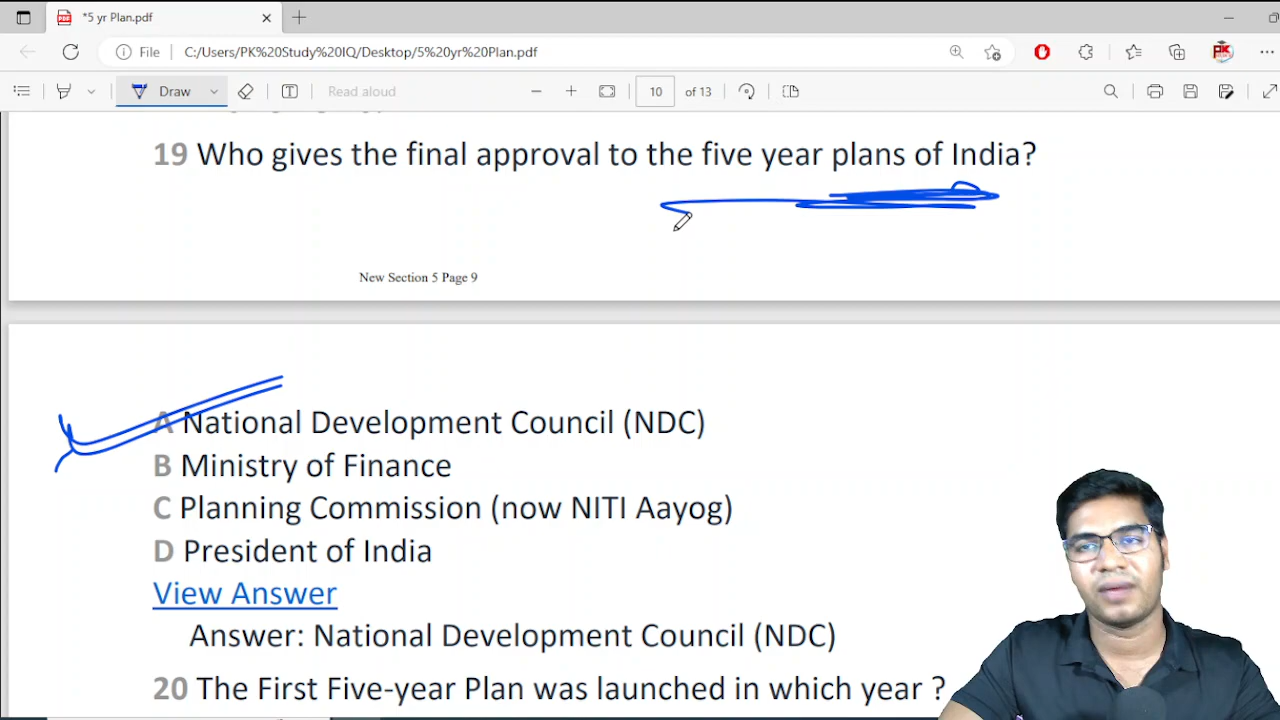 *5 yr Plan.pdf
File C:/Users/PK%20Study%20IQ/Desktop/5%20yr%20Plan.pdf
Draw Read aloud 10 of 13
19 Who gives the final approval to the five year plans of India?
New Section 5 Page 9
A National Development Council (NDC)
B Ministry of Finance
C Planning Commission (now NITI Aayog)
D President of India
View Answer
Answer: National Development Council (NDC)
20 The First Five-year Plan was launched in which year ?